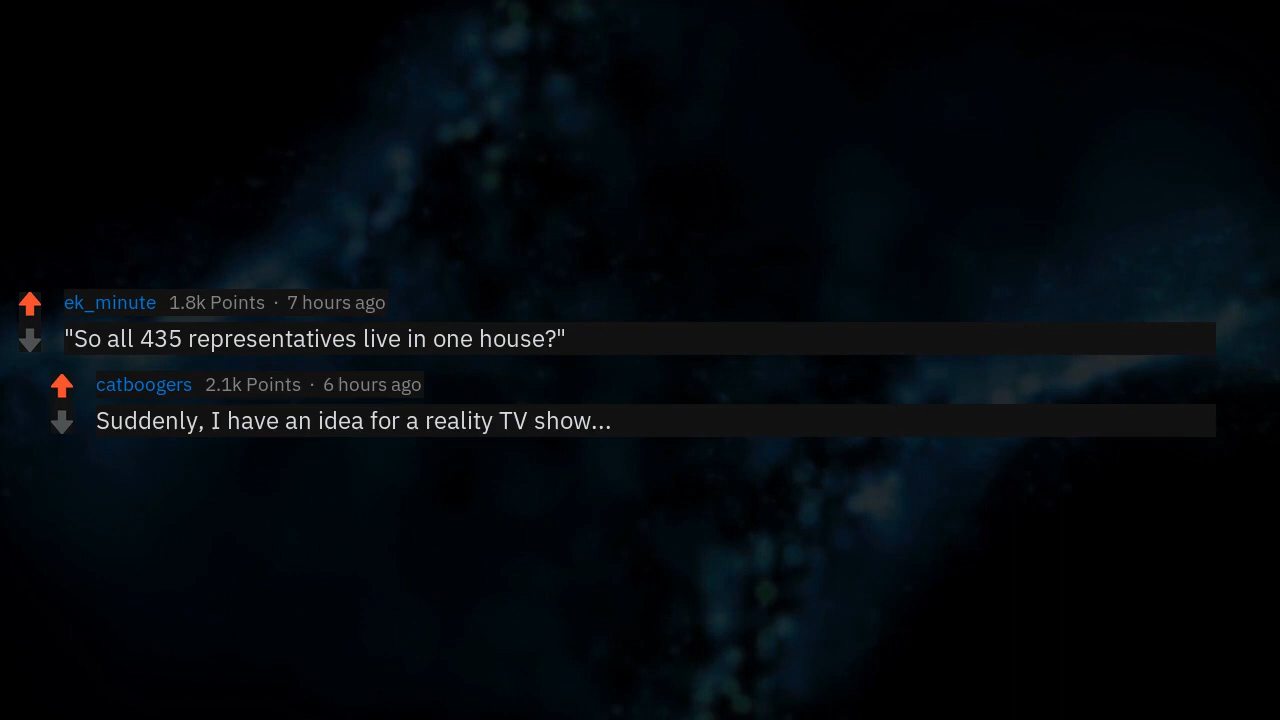 ek_minute 1.8k Points · 7 hours ago
"So all 435 representatives live in one house?"
catboogers 2.1k Points · 6 hours ago
Suddenly, I have an idea for a reality TV show...